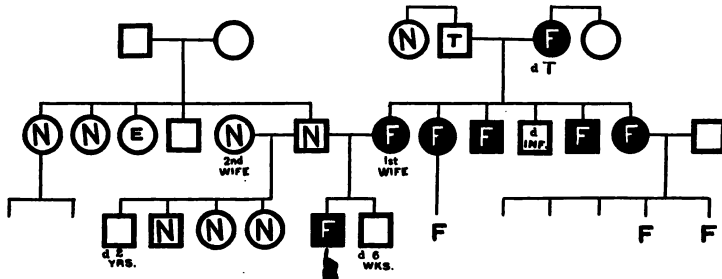 N T F
d T
N N E N N F F F d INF. F F
2nd WIFE 1st WIFE
N N N F F F F
d 2 YRS. d 6 WKS.